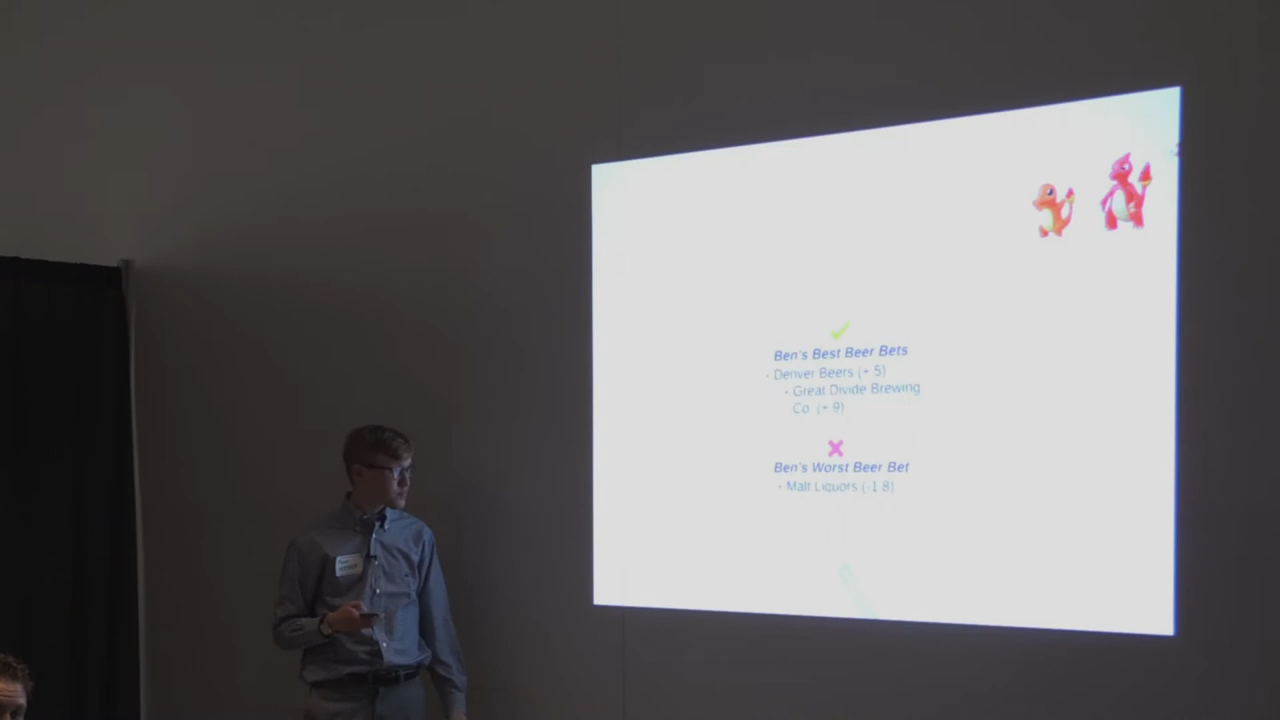 Ben's Best Beer Bets
• Denver Beers (+ 5)
• Great Divide Brewing
Co (+ 9)
Ben's Worst Beer Bet
• Malt Liquors (-1 8)